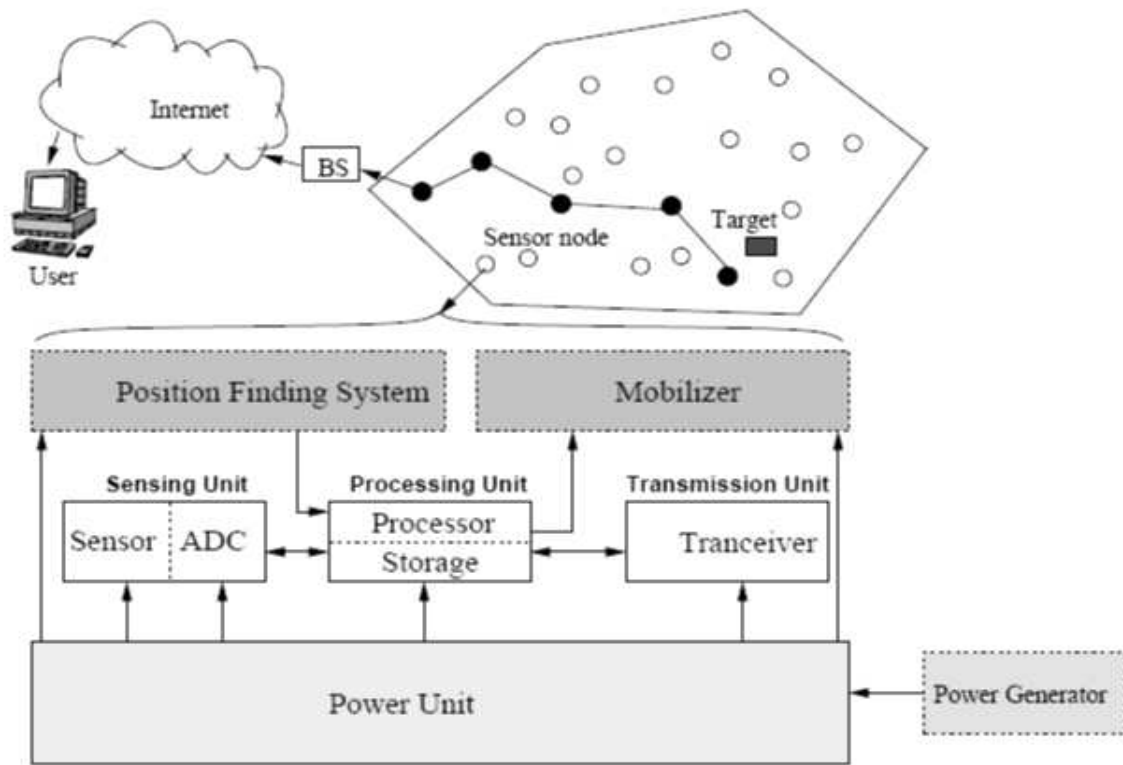 Internet
BS
Target
Sensor node
User
Position Finding System
Mobilizer
Sensing Unit
Processing Unit
Transmission Unit
Sensor
ADC
Processor
Storage
Tranceiver
Power Unit
Power Generator